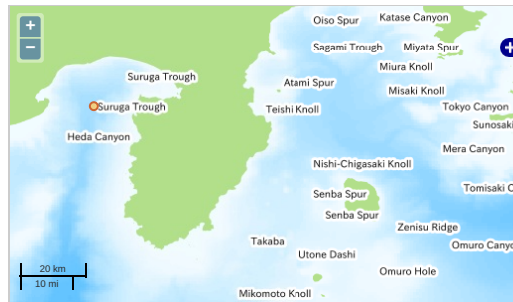 +
−
Oiso Spur
Katase Canyon
Sagami Trough
Miyata Spur
Miura Knoll
Suruga Trough
Atami Spur
Misaki Knoll
Suruga Trough
Teishi Knoll
Tokyo Canyon
Sunosaki
Heda Canyon
Mera Canyon
Nishi-Chigasaki Knoll
Senba Spur
Tomisaki C
Senba Spur
Zenisu Ridge
Takaba
Omuro Canyo
Utone Dashi
Omuro Hole
20 km
10 mi
Mikomoto Knoll
+